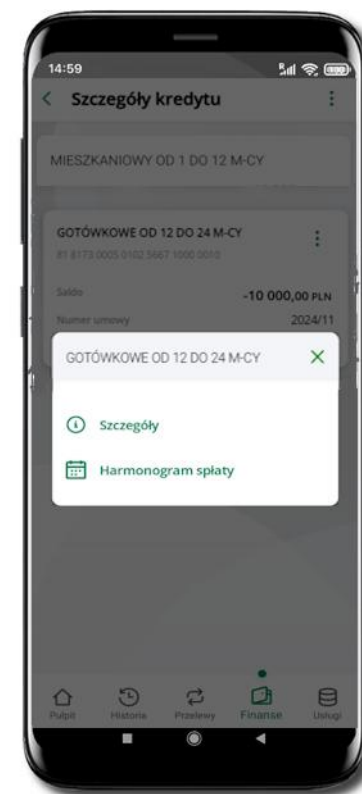 14:59
Szczegóły kredytu
MIESZKANIOWY OD 1 DO 12 M-CY
GOTÓWKOWE OD 12 DO 24 M-CY
81 8173 0005 0102 5667 1000 0010
Saldo -10 000,00 PLN
Numer umowy 2024/11
GOTÓWKOWE OD 12 DO 24 M-CY
Szczegóły
Harmonogram spłaty
Pulpit Historia Przelewy Finanse Usługi